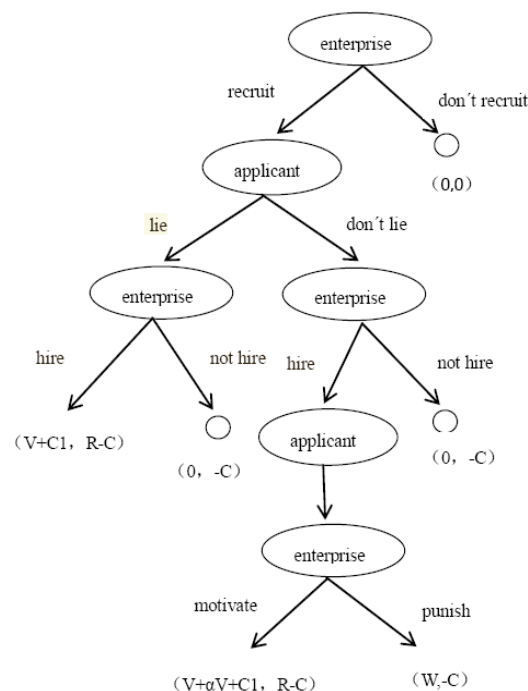 enterprise
recruit
don´t recruit
applicant
(0,0)
lie
don´t lie
enterprise
enterprise
hire
not hire
hire
not hire
(V+C1, R-C)
(0, -C)
applicant
(0, -C)
enterprise
motivate
punish
(V+αV+C1, R-C)
(W,-C)